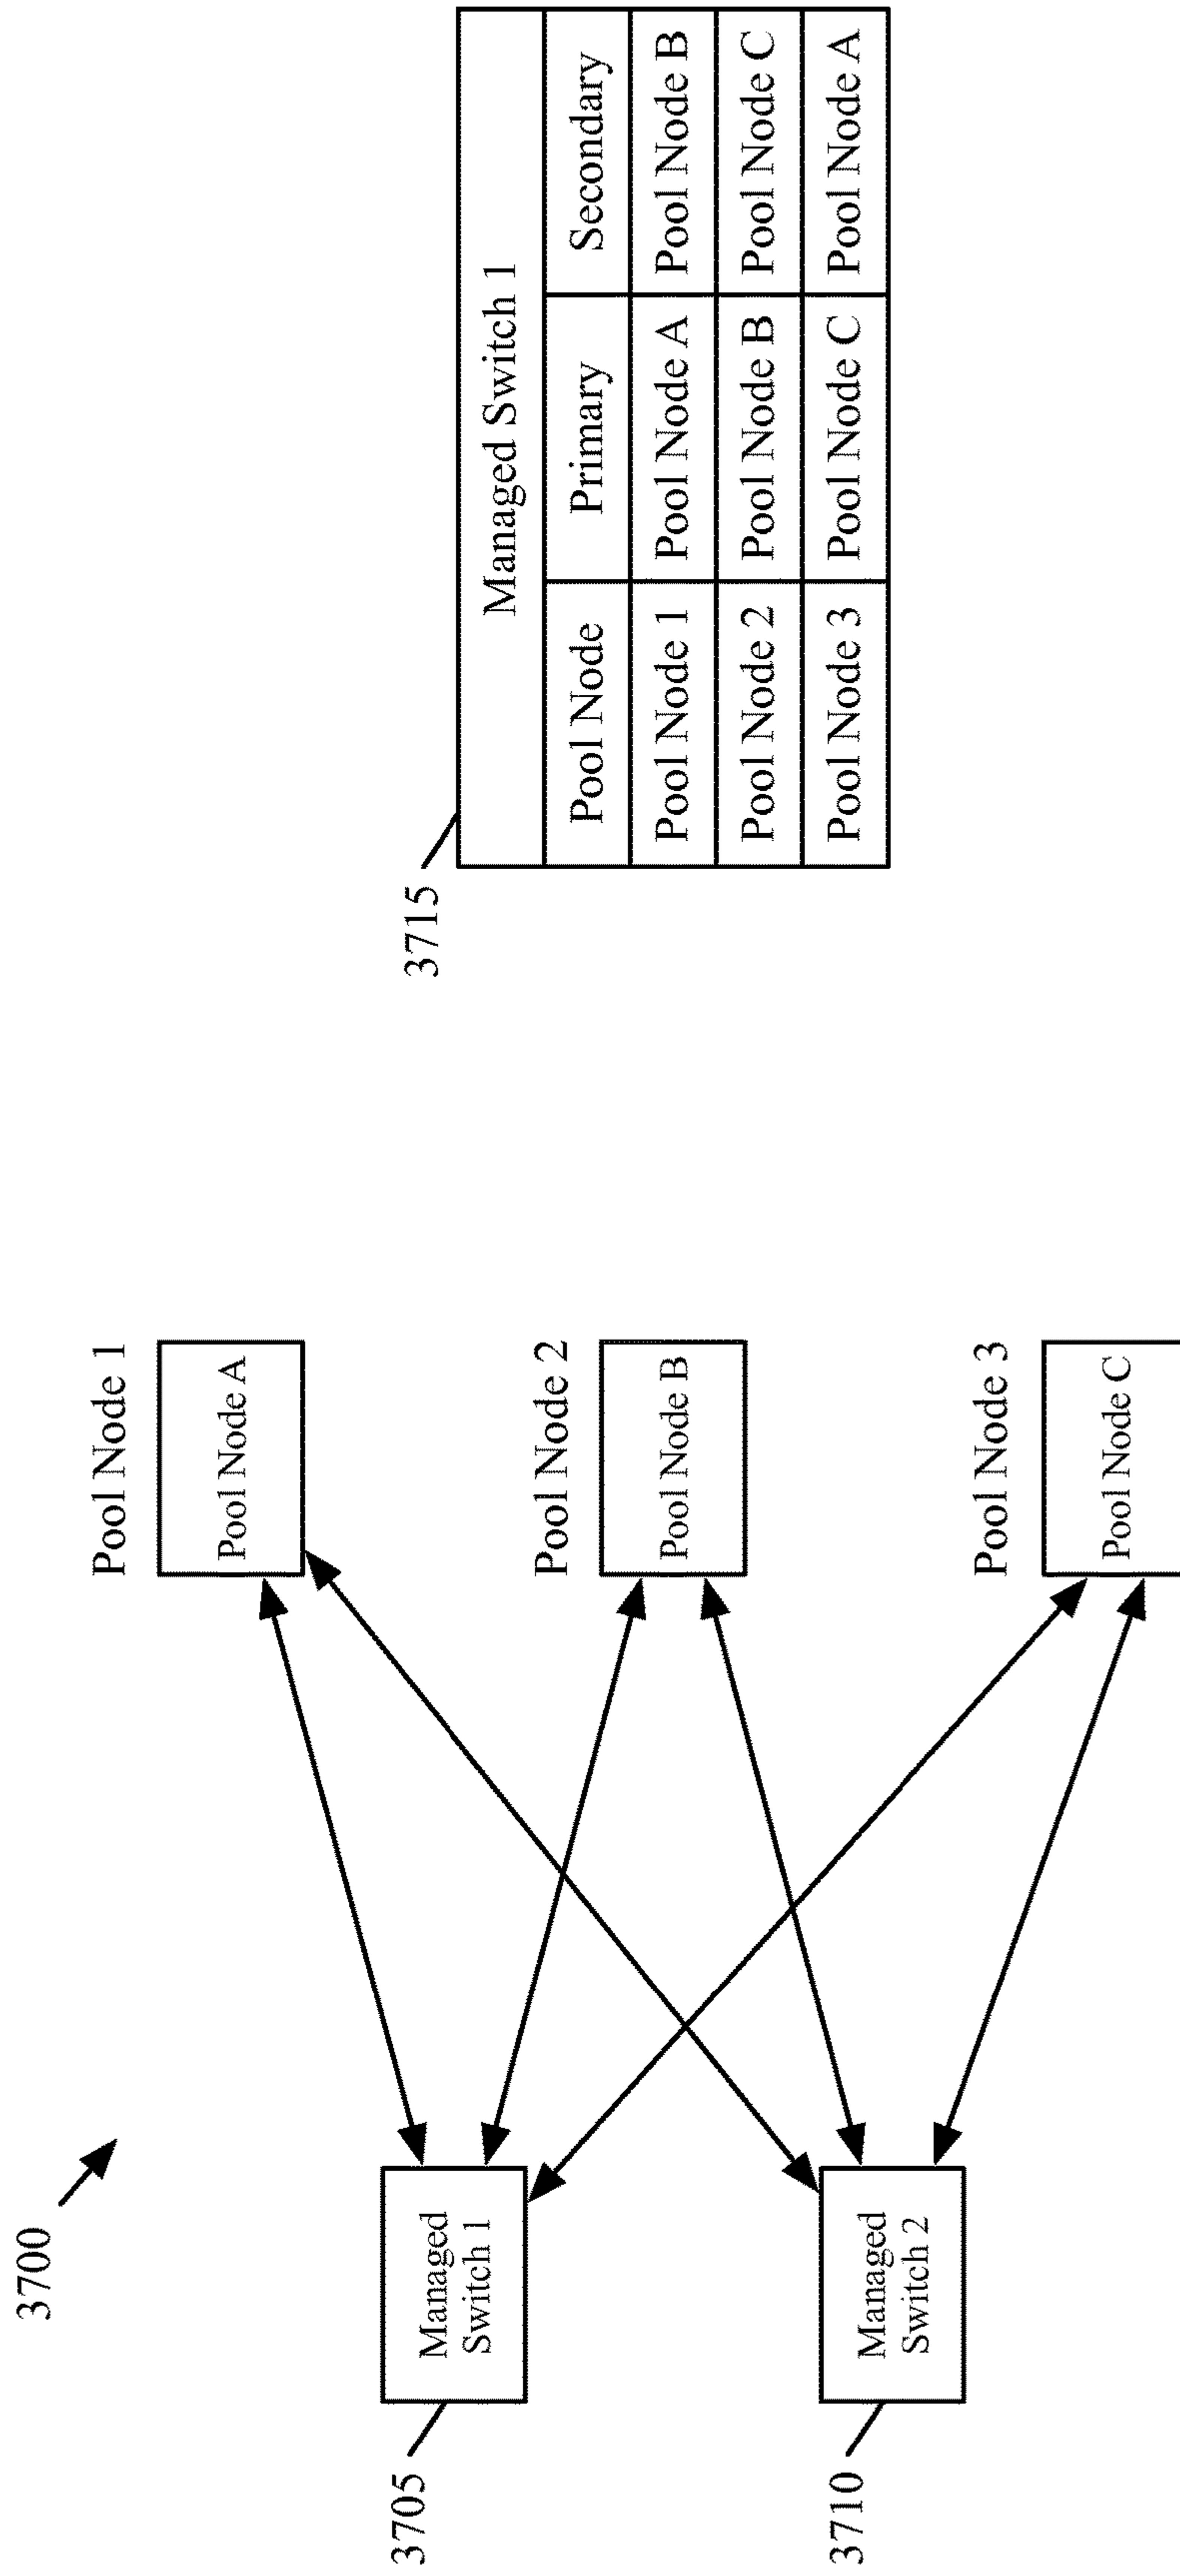 3700
Pool Node 1
Pool Node A
3705
Managed
Switch 1
Pool Node 2
Pool Node B
3710
Managed
Switch 2
Pool Node 3
Pool Node C
3715
Managed Switch 1
Pool Node Primary Secondary
Pool Node 1 Pool Node A Pool Node B
Pool Node 2 Pool Node B Pool Node C
Pool Node 3 Pool Node C Pool Node A